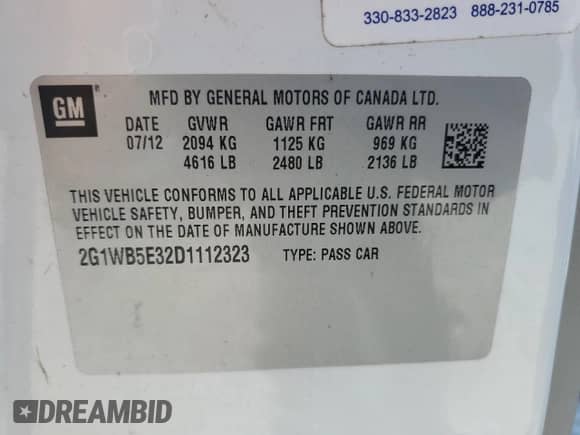 330-833-2823 888-231-0785
GM
MFD BY GENERAL MOTORS OF CANADA LTD.
DATE GVWR GAWR FRT GAWR RR
07/12 2094 KG 1125 KG 969 KG
4616 LB 2480 LB 2136 LB
THIS VEHICLE CONFORMS TO ALL APPLICABLE U.S. FEDERAL MOTOR
VEHICLE SAFETY, BUMPER, AND THEFT PREVENTION STANDARDS IN
EFFECT ON THE DATE OF MANUFACTURE SHOWN ABOVE.
2G1WB5E32D1112323 TYPE: PASS CAR
DREAMBID